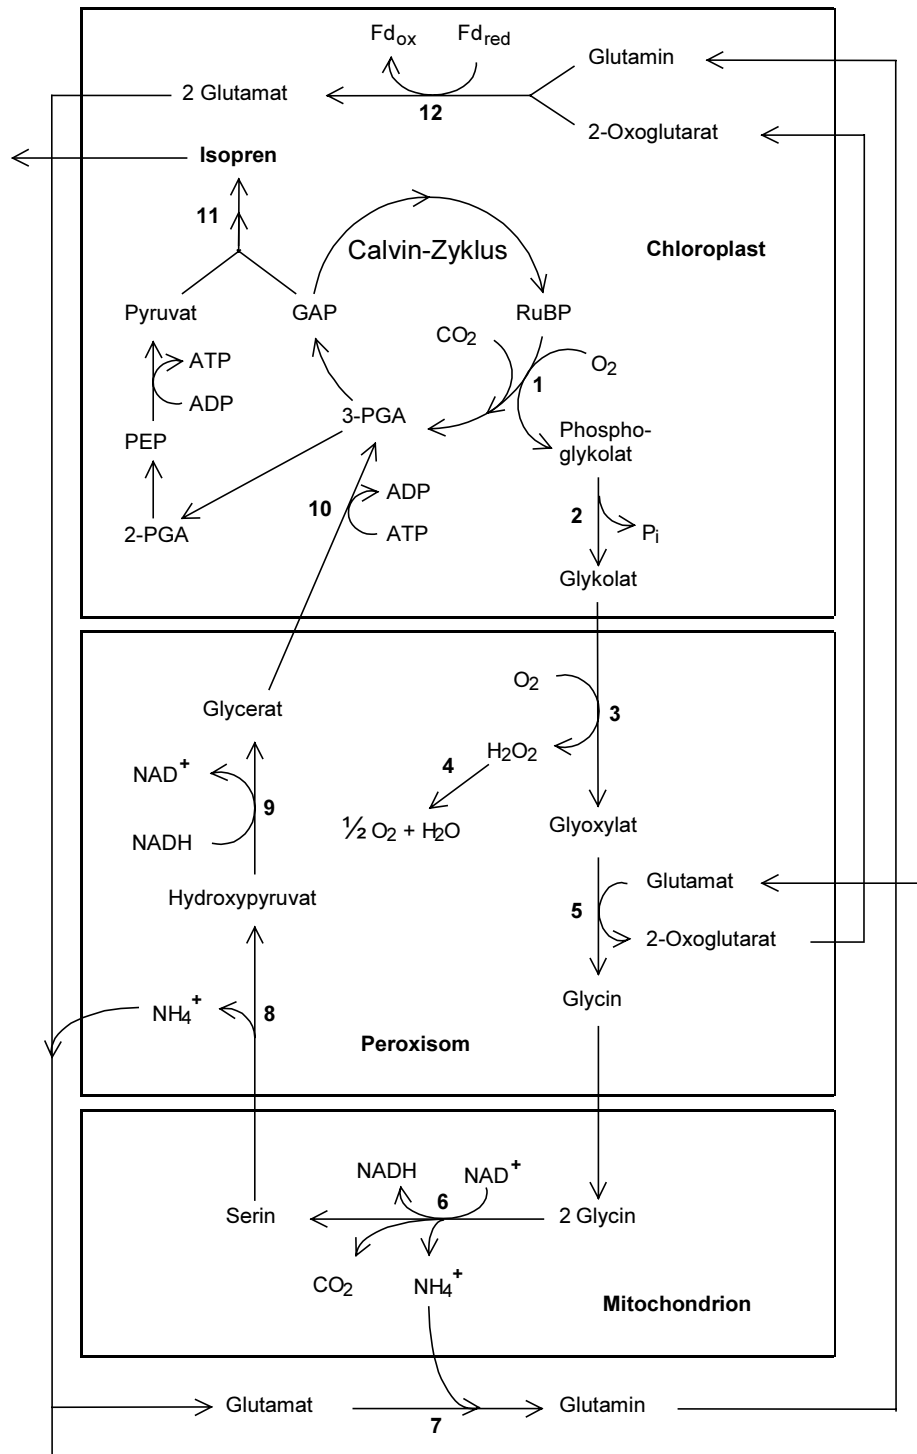 Fdox Fdred
Glutamin
2 Glutamat
12
2-Oxoglutarat
Isopren
11
Calvin-Zyklus
Chloroplast
Pyruvat GAP RuBP
CO2
O2
ATP
1
ADP
3-PGA
Phospho-
glykolat
PEP
ADP
10
2
2-PGA
ATP
Pi
Glykolat
O2
Glycerat
3
H2O2
4
NAD+
9
½ O2 + H2O
Glyoxylat
NADH
Glutamat
Hydroxypyruvat
5
2-Oxoglutarat
Glycin
NH4+
8
Peroxisom
NADH NAD+
6
Serin
2 Glycin
CO2 NH4+
Mitochondrion
Glutamat
Glutamin
7